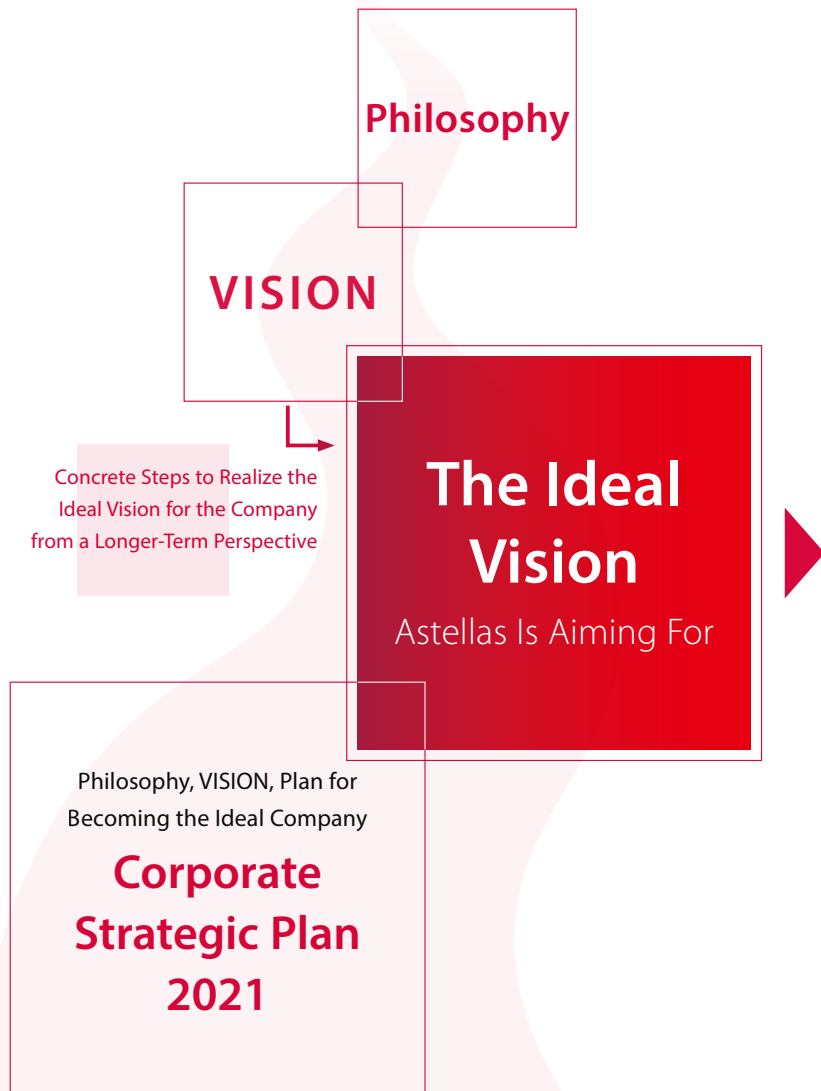 Philosophy
VISION
Concrete Steps to Realize the
Ideal Vision for the Company
from a Longer-Term Perspective
The Ideal
Vision
Astellas Is Aiming For
Philosophy, VISION, Plan for
Becoming the Ideal Company
Corporate
Strategic Plan
2021